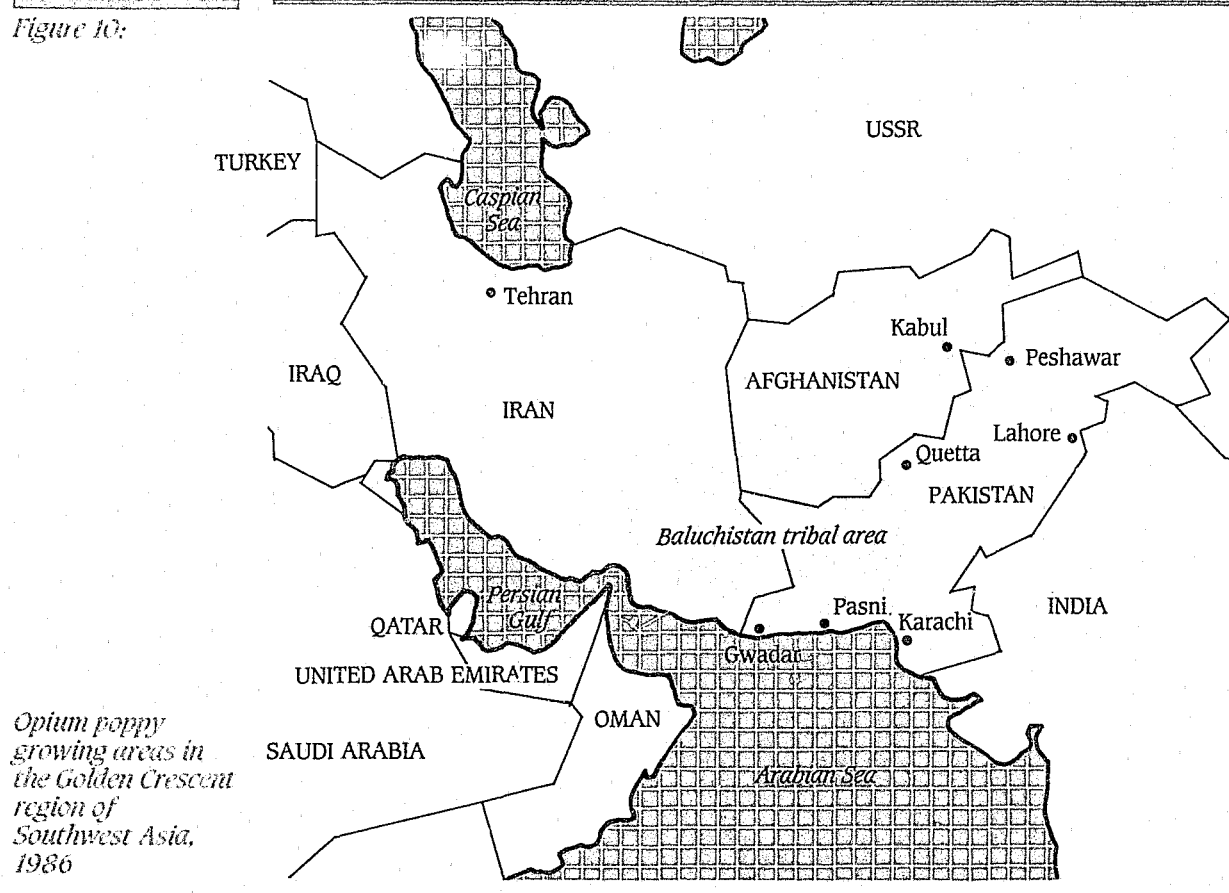 Figure 10:
USSR
TURKEY
Caspian
Sea
Tehran
Kabul
Peshawar
IRAQ
AFGHANISTAN
IRAN
Lahore
Quetta
PAKISTAN
Baluchistan tribal area
Persian
Gulf
QATAR
Pasni
Karachi
INDIA
Gwadar
UNITED ARAB EMIRATES
OMAN
SAUDI ARABIA
Arabian Sea
Opium poppy
growing areas in
the Golden Crescent
region of
Southwest Asia,
1986